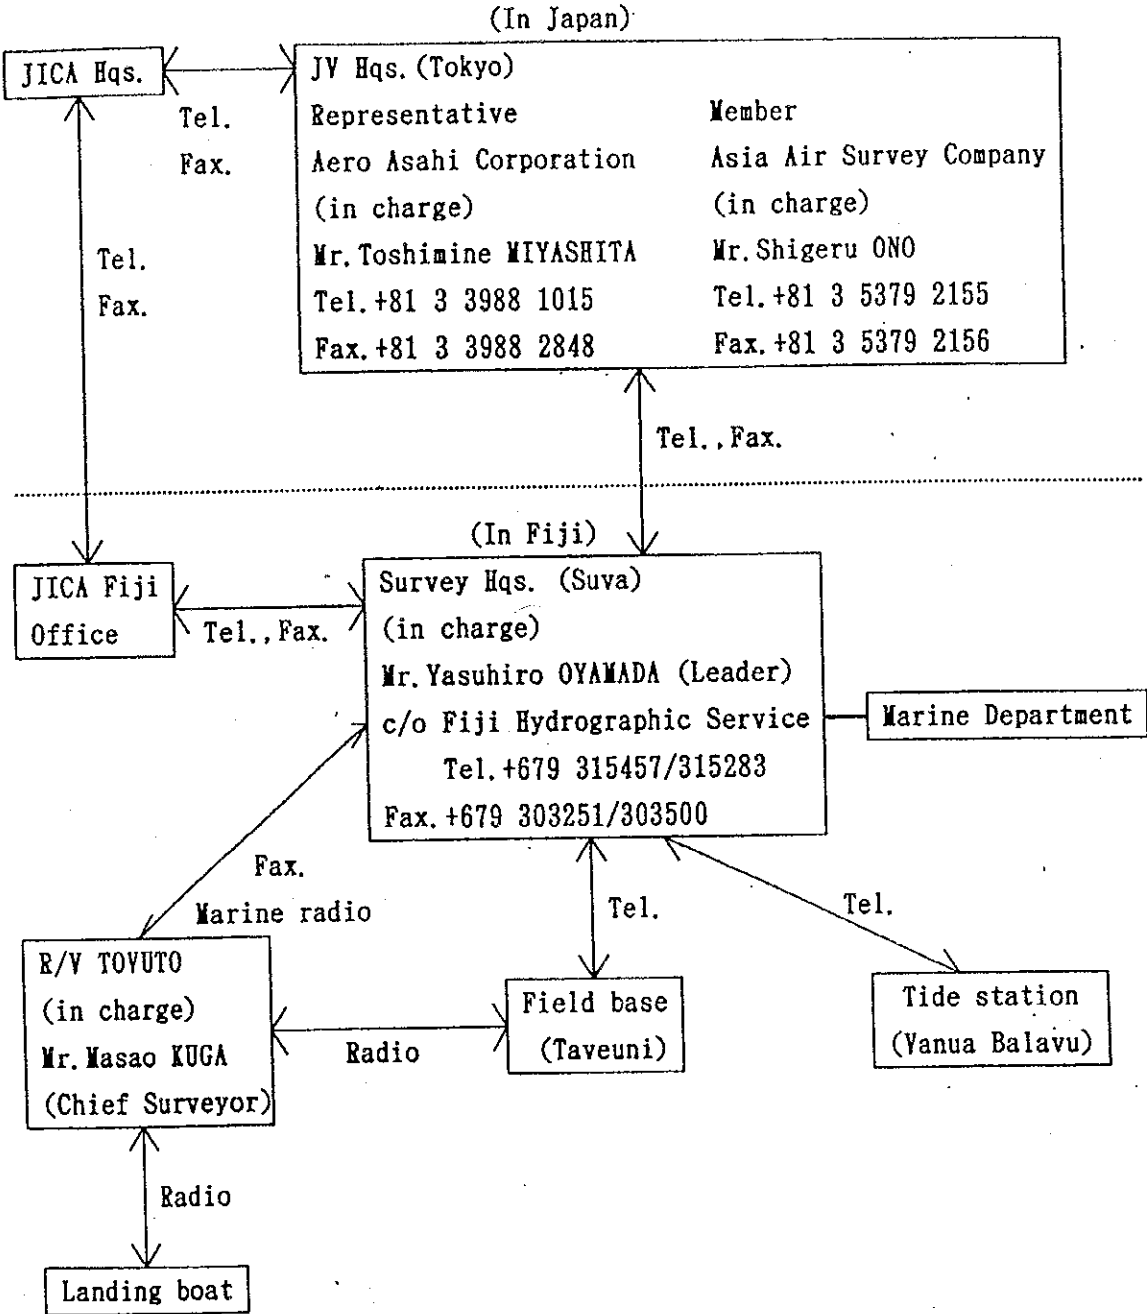 (In Japan)
JICA Hqs.
Tel.
Fax.
JV Hqs. (Tokyo)
Representative
Aero Asahi Corporation
(in charge)
Mr. Toshimine MIYASHITA
Tel. +81 3 3988 1015
Fax. +81 3 3988 2848
Member
Asia Air Survey Company
(in charge)
Mr. Shigeru ONO
Tel. +81 3 5379 2155
Fax. +81 3 5379 2156
Tel.
Fax.
Tel., Fax.
(In Fiji)
JICA Fiji
Office
Tel., Fax.
Survey Hqs. (Suva)
(in charge)
Mr. Yasuhiro OYAMADA (Leader)
c/o Fiji Hydrographic Service
Tel. +679 315457/315283
Fax. +679 303251/303500
Marine Department
Fax.
Marine radio
Tel.
Tel.
R/V TOVUTO
(in charge)
Mr. Masao KUGA
(Chief Surveyor)
Radio
Field base
(Taveuni)
Tide station
(Vanua Balavu)
Radio
Landing boat